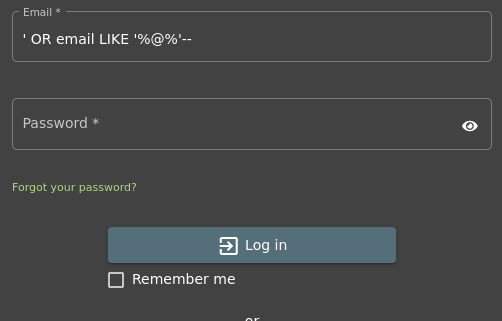 Email *
' OR email LIKE '%@%'--
Password *
Forgot your password?
Log in
Remember me
or